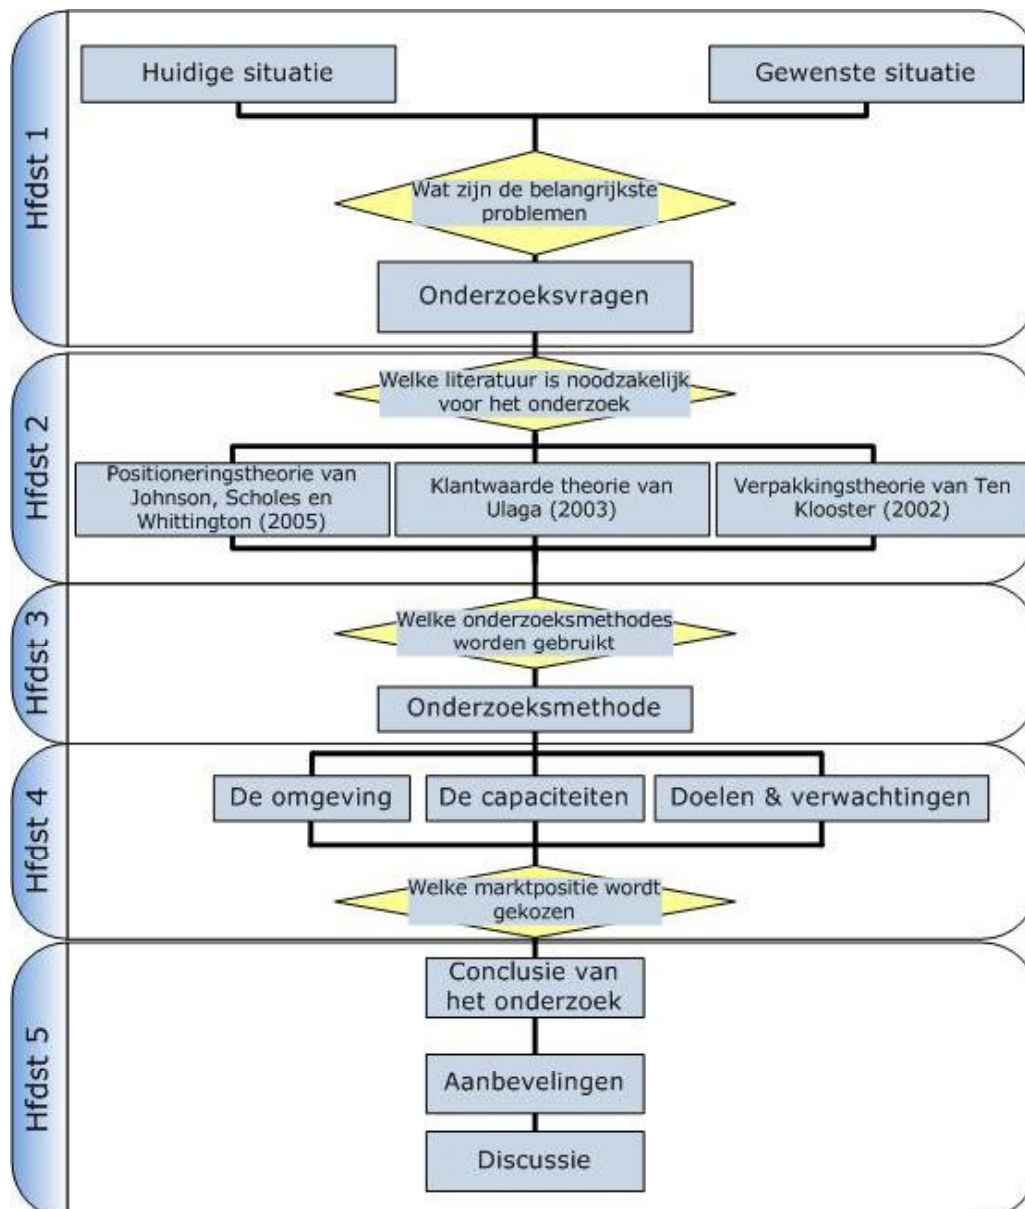 Hfdst 1
Huidige situatie
Gewenste situatie
Wat zijn de belangrijkste
problemen
Onderzoeksvragen
Hfdst 2
Welke literatuur is noodzakelijk
voor het onderzoek
Positioneringstheorie van
Johnson, Scholes en
Whittington (2005)
Klantwaarde theorie van
Ulaga (2003)
Verpakkingstheorie van Ten
Klooster (2002)
Hfdst 3
Welke onderzoeksmethodes
worden gebruikt
Onderzoeksmethode
Hfdst 4
De omgeving
De capaciteiten
Doelen & verwachtingen
Welke marktpositie wordt
gekozen
Hfdst 5
Conclusie van
het onderzoek
Aanbevelingen
Discussie